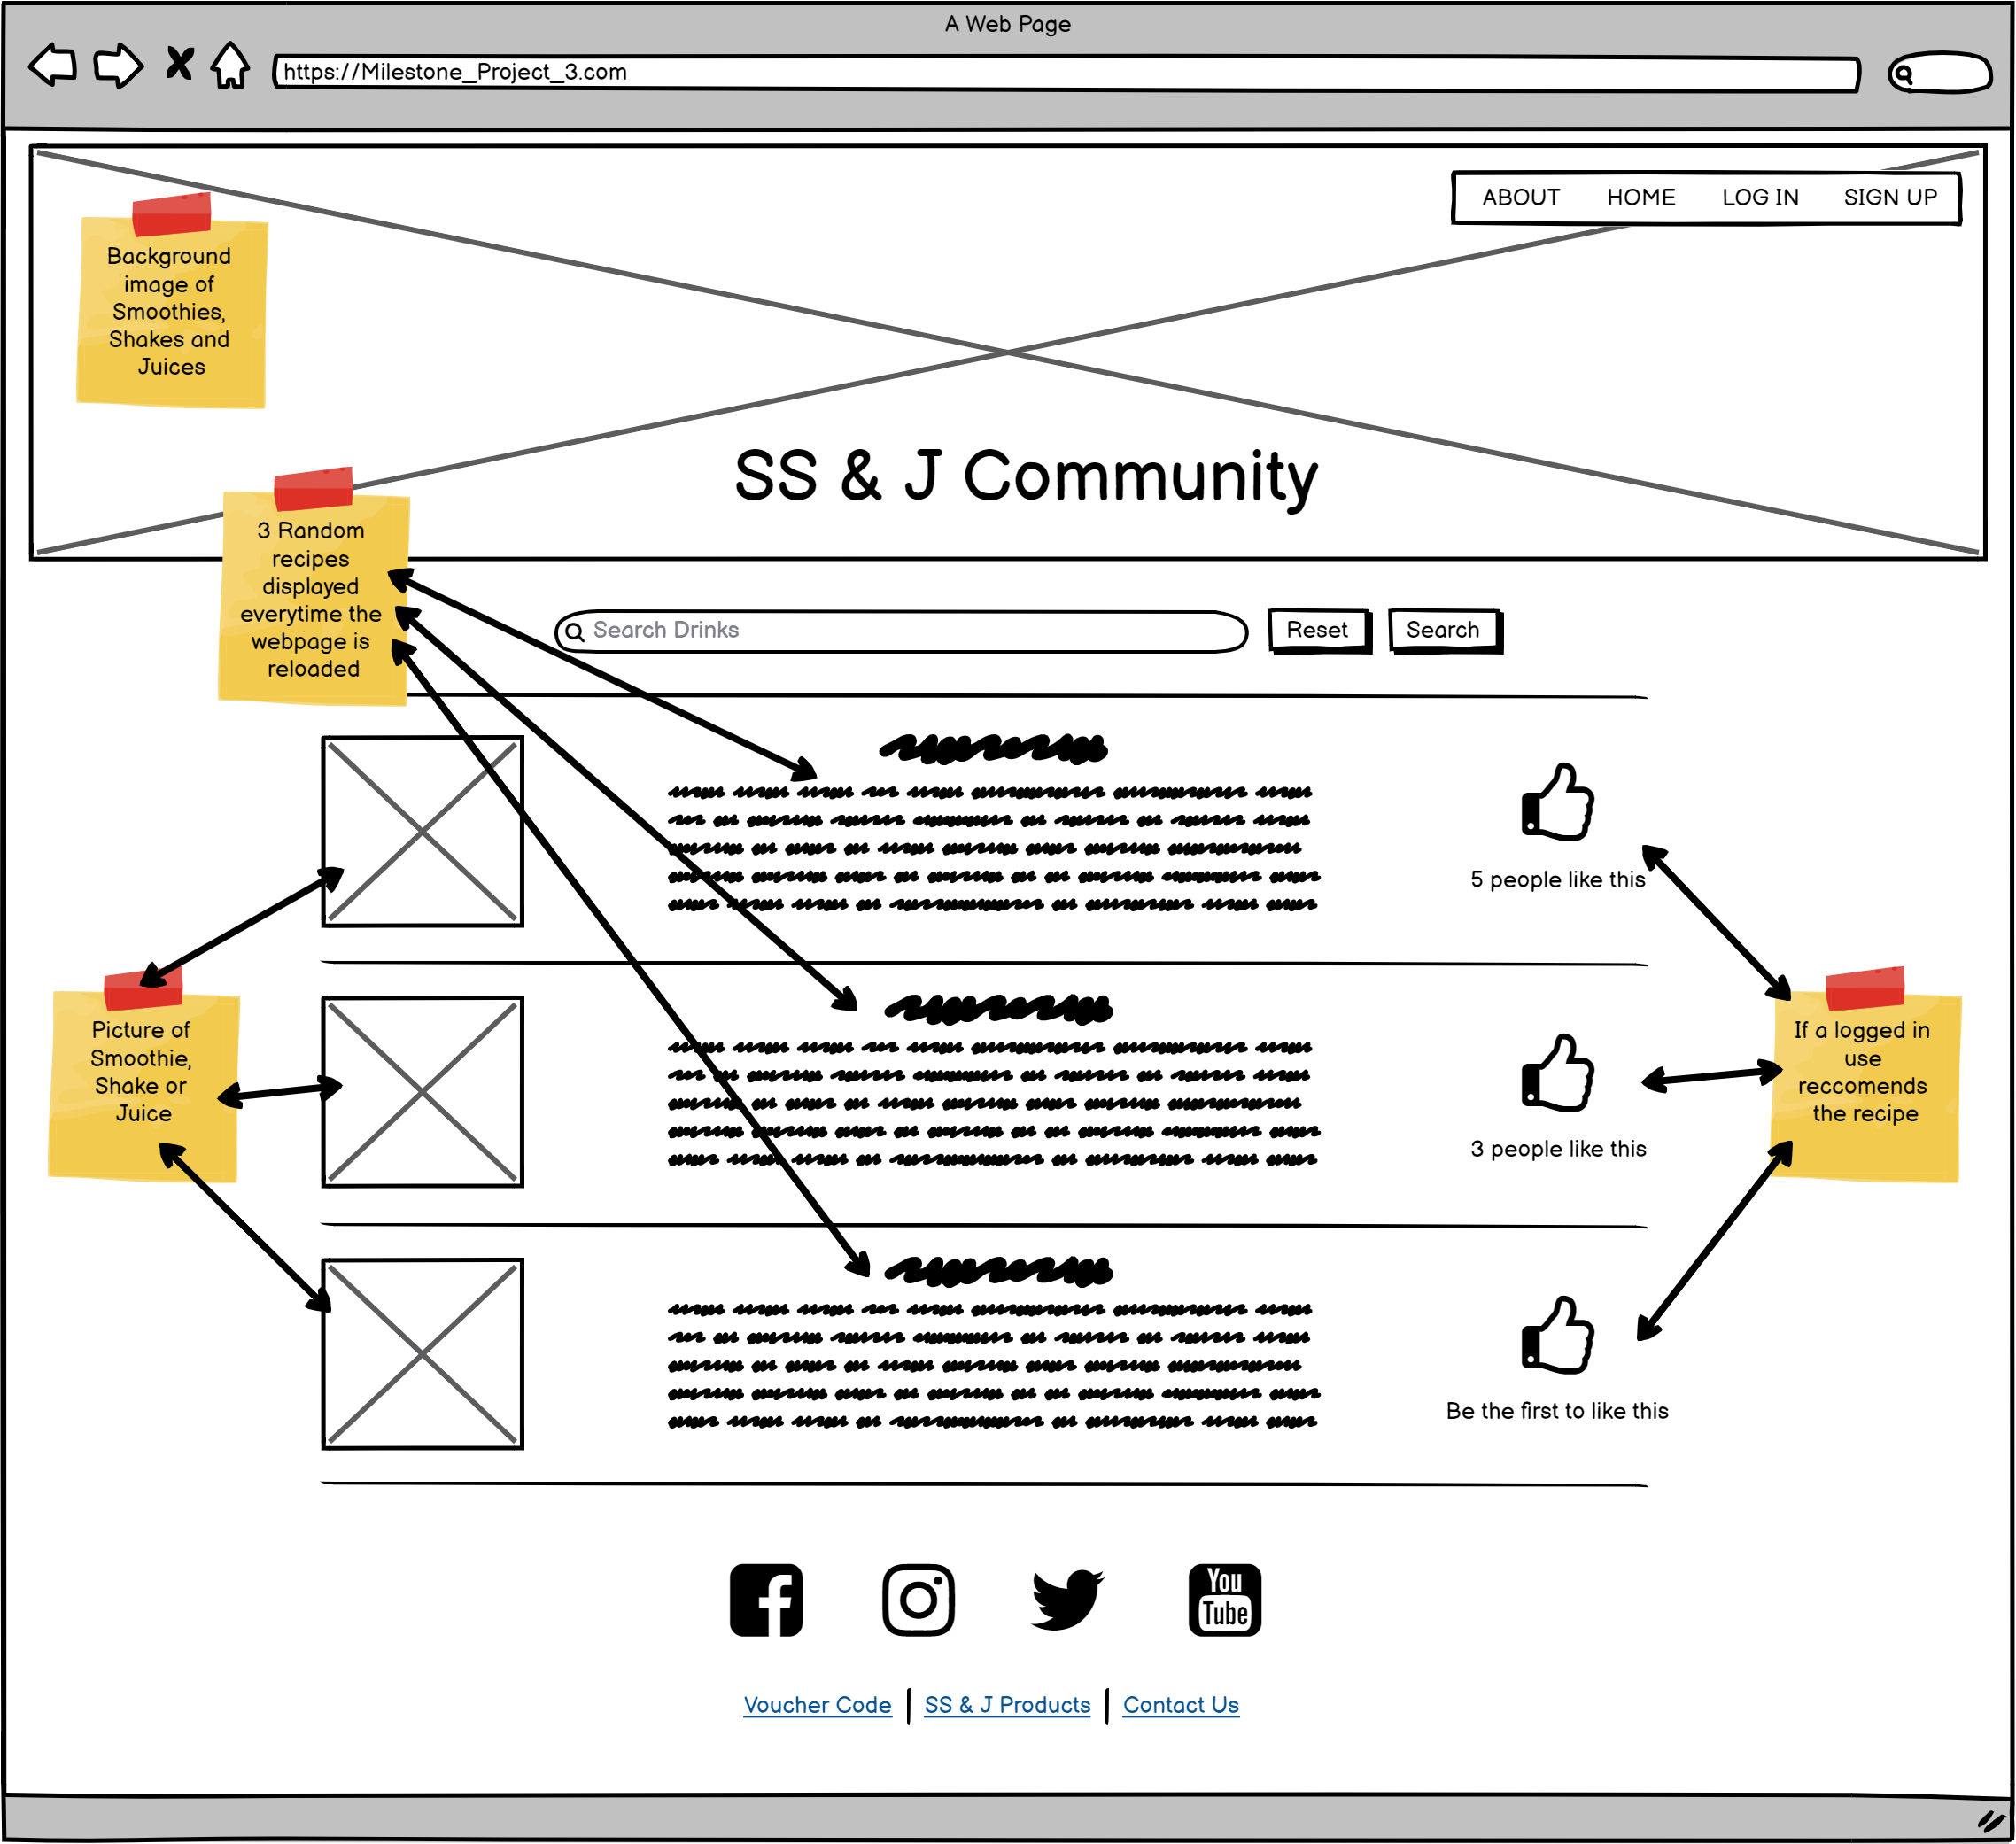 A Web Page
https://Milestone_Project_3.com
ABOUT HOME LOG IN SIGN UP
Background
image of
Smoothies,
Shakes and
Juices
SS & J Community
3 Random
recipes
displayed
everytime the
webpage is
reloaded
Search Drinks
Reset
Search
5 people like this
Picture of
Smoothie,
Shake or
Juice
If a logged in
use
reccomends
the recipe
3 people like this
Be the first to like this
You
Tube
Voucher Code | SS & J Products | Contact Us